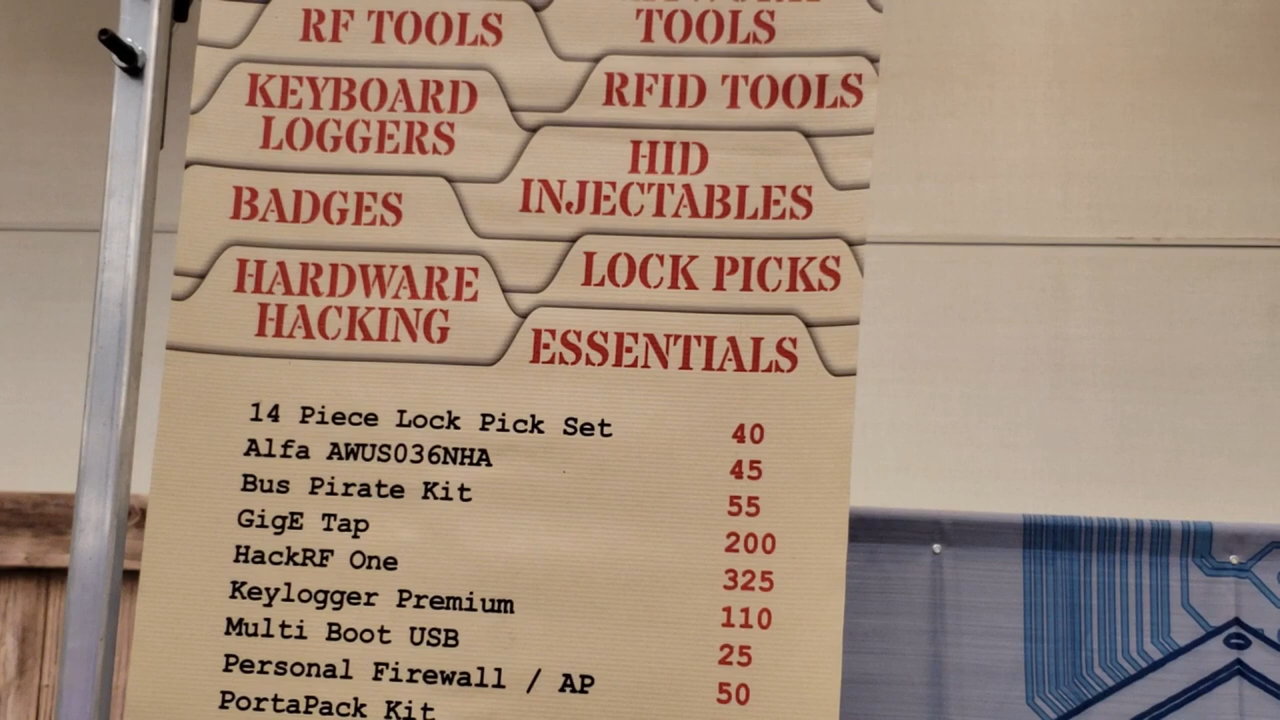 RF TOOLS
TOOLS
KEYBOARD
LOGGERS
RFID TOOLS
HID
INJECTABLES
BADGES
LOCK PICKS
HARDWARE
HACKING
ESSENTIALS
14 Piece Lock Pick Set 40
Alfa AWUS036NHA 45
Bus Pirate Kit 55
GigE Tap 200
HackRF One 325
Keylogger Premium 110
Multi Boot USB 25
Personal Firewall / AP 50
PortaPack Kit